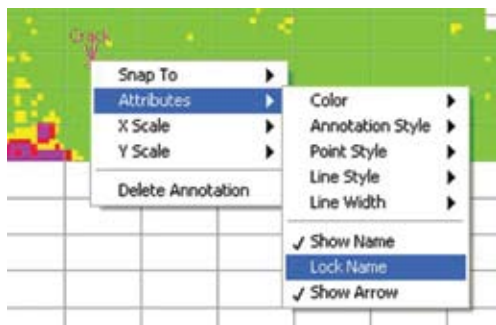 Crack
Snap To
Attributes
X Scale
Y Scale
Delete Annotation
Color
Annotation Style
Point Style
Line Style
Line Width
Show Name
Lock Name
Show Arrow